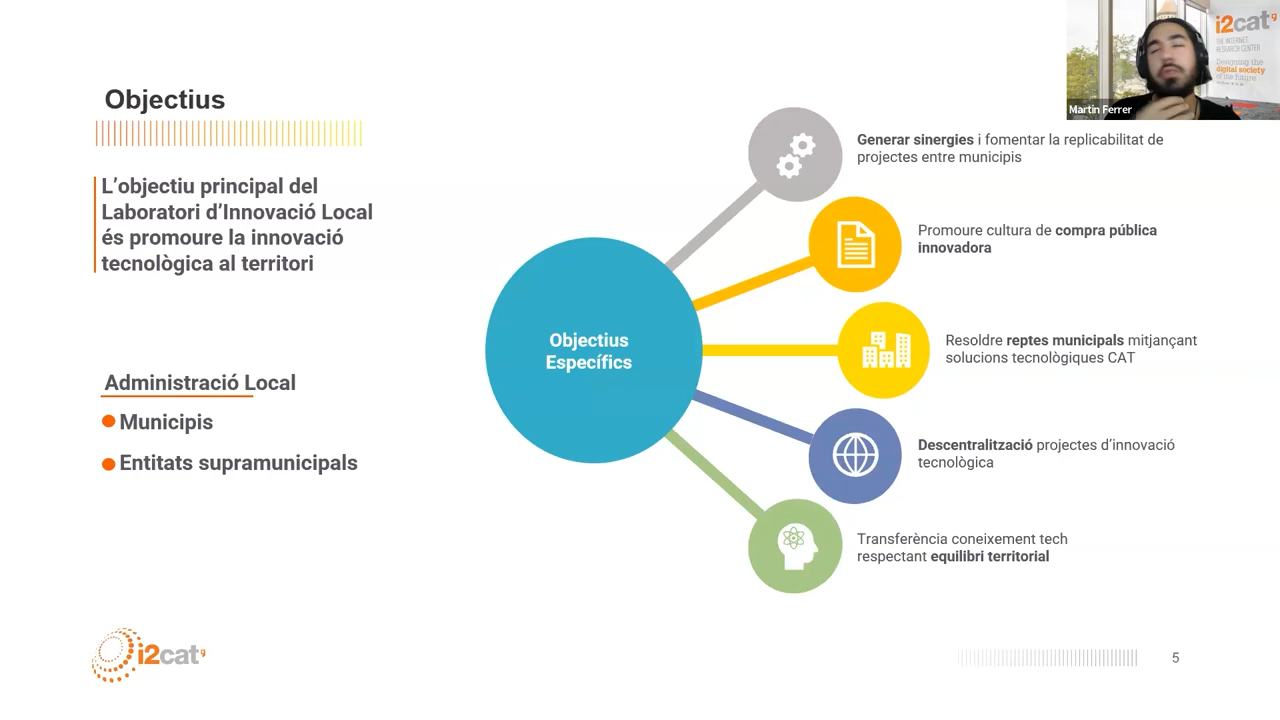 Objectius
L'objectiu principal del
Laboratori d'Innovació Local
és promoure la innovació
tecnològica al territori
Administració Local
Municipis
Entitats supramunicipals
Objectius
Específics
Generar sinergies i fomentar la replicabilitat de
projectes entre municipis
Promoure cultura de compra pública
innovadora
Resoldre reptes municipals mitjançant
solucions tecnològiques CAT
Descentralització projectes d'innovació
tecnològica
Transferència coneixement tech
respectant equilibri territorial
i2cat
THE INTERNET
RESEARCH CENTER
Designing the
digital society
of the future
Martin Ferrer
i2cat
5